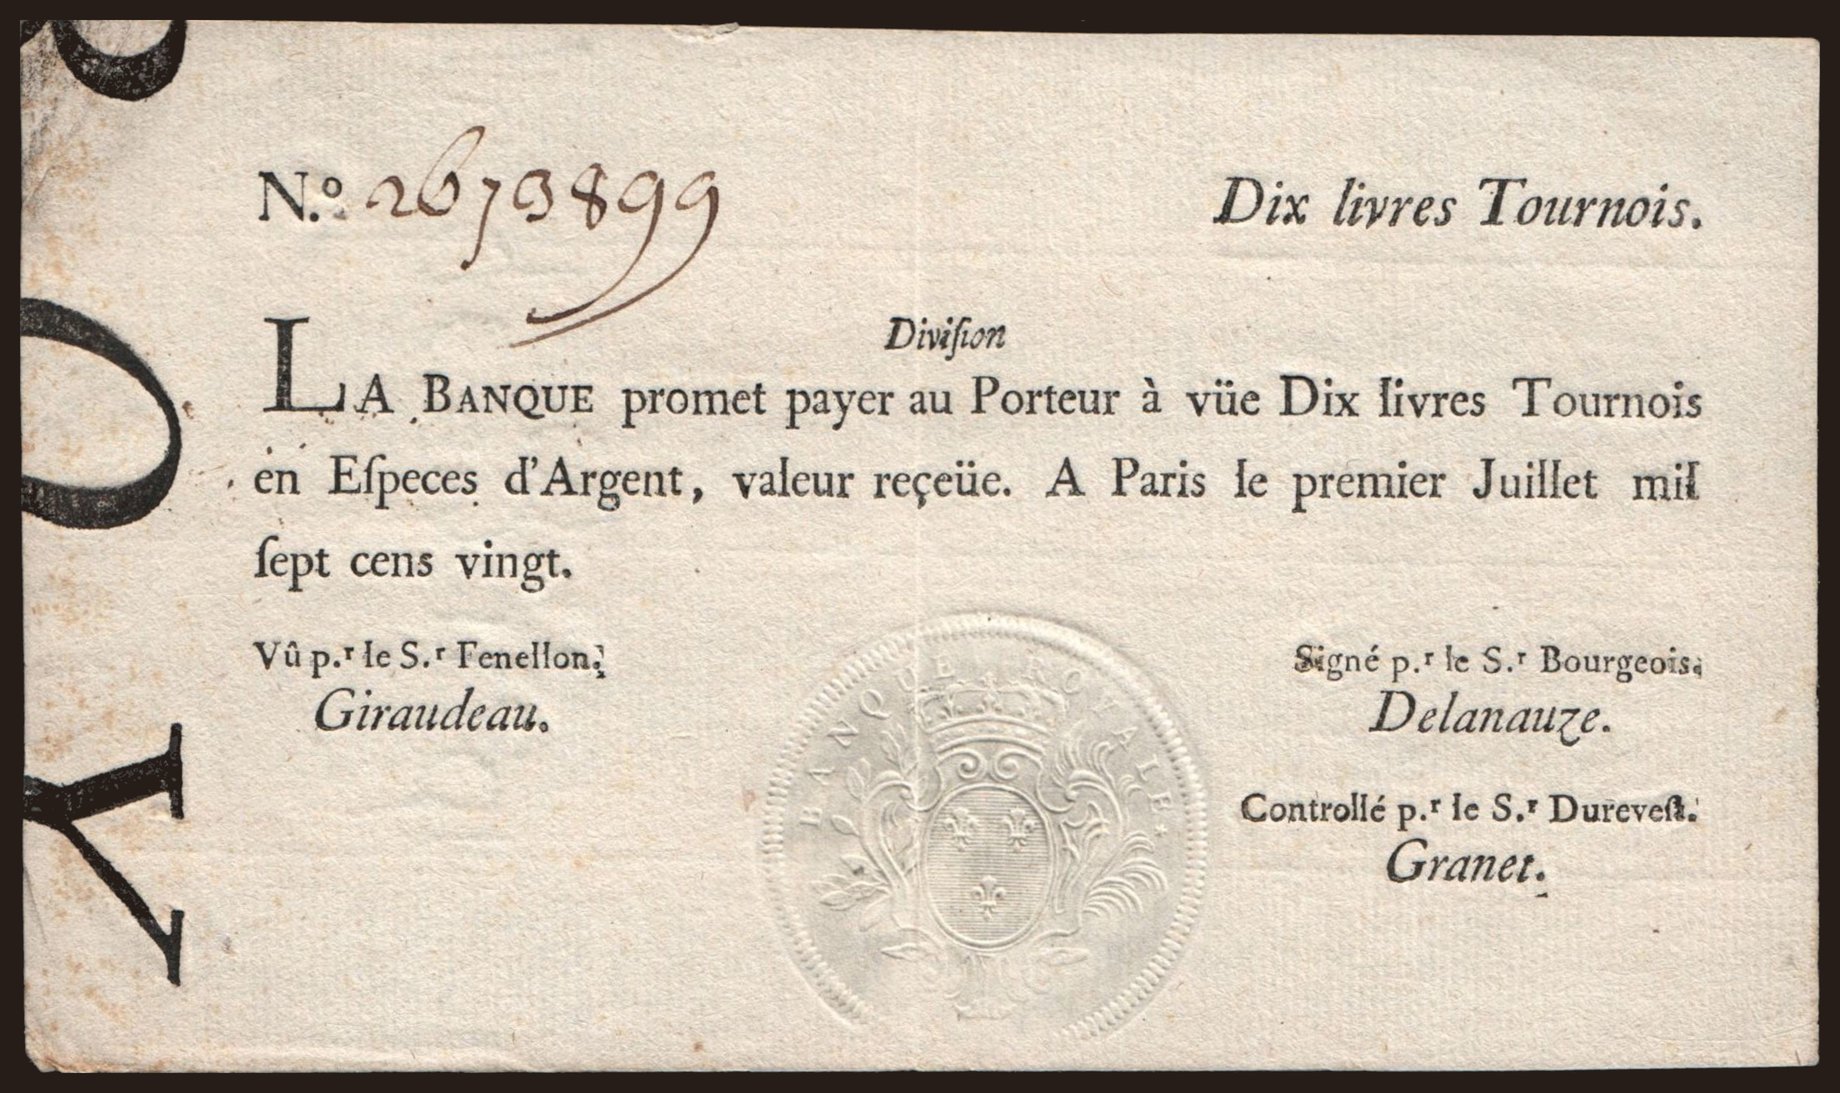 N.º 2673899
Dix livres Tournois.
Diviſion
LA BANQUE promet payer au Porteur à vüe Dix livres Tournois
en Eſpeces d'Argent, valeur reçeüe. A Paris le premier Juillet mil
ſept cens vingt.
Vû p.r le S.r Fenellon.
Giraudeau.
Signé p.r le S.r Bourgeois.
Delanauze.
Controllé p.r le S.r Dureveſt.
Granet.
BANQUE ROYALE